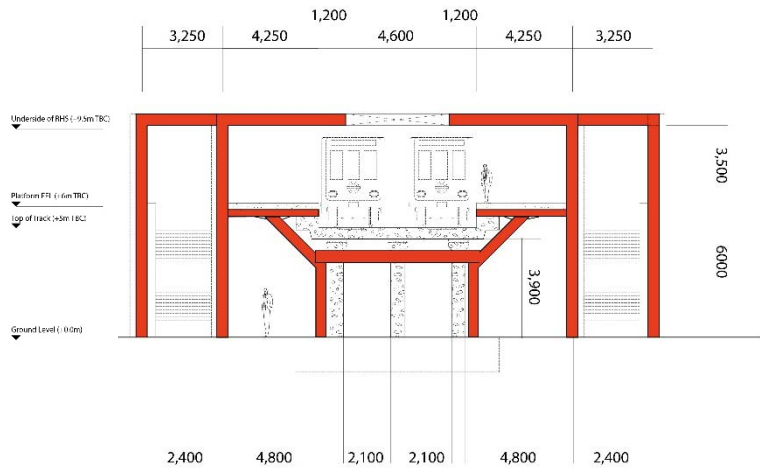 1,200 1,200
3,250 4,250 4,600 4,250 3,250
Underside of RHS (+9.5m TBC)
3,500
Platform FFL (+6m TBC)
Top of Track (+5m TBC)
6000
3,900
Ground Level (±0.0m)
2,400 4,800 2,100 2,100 4,800 2,400